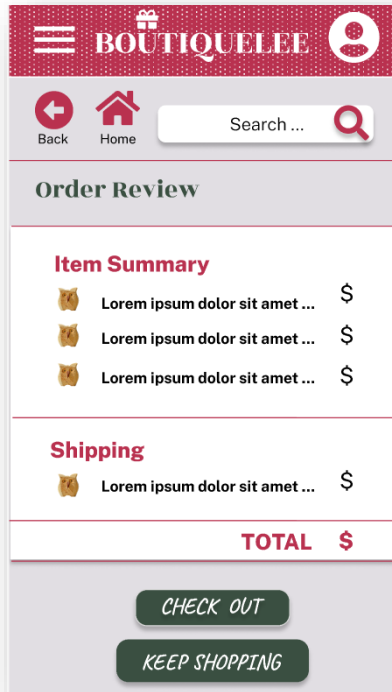 BOUTIQUELEE
Back Home Search ...
Order Review
Item Summary
Lorem ipsum dolor sit amet ... $
Lorem ipsum dolor sit amet ... $
Lorem ipsum dolor sit amet ... $
Shipping
Lorem ipsum dolor sit amet ... $
TOTAL $
CHECK OUT
KEEP SHOPPING